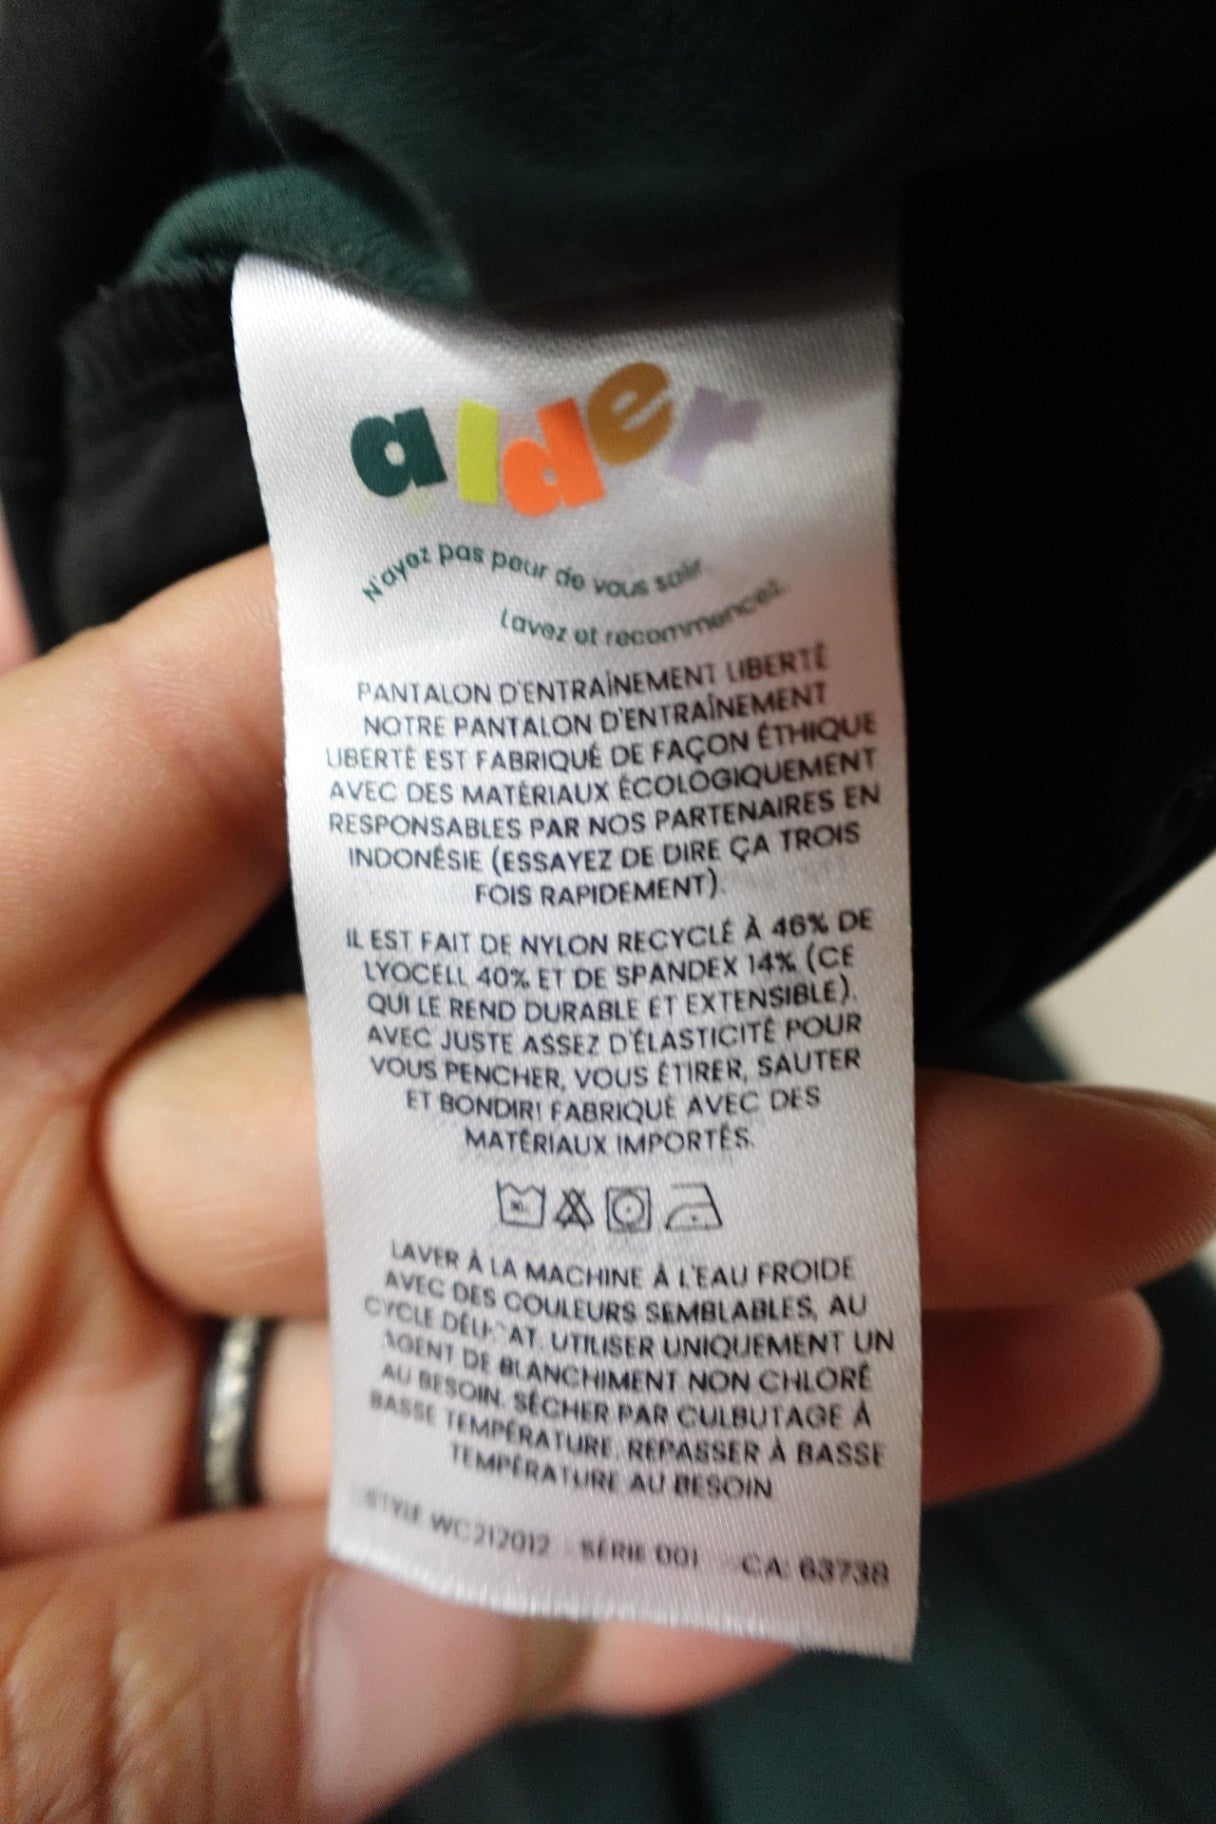 alder
N'ayez pas peur de vous salir.
Lavez et recommencez.
PANTALON D'ENTRAÎNEMENT LIBERTÉ
NOTRE PANTALON D'ENTRAÎNEMENT
LIBERTÉ EST FABRIQUÉ DE FAÇON ÉTHIQUE
AVEC DES MATÉRIAUX ÉCOLOGIQUEMENT
RESPONSABLES PAR NOS PARTENAIRES EN
INDONÉSIE (ESSAYEZ DE DIRE ÇA TROIS
FOIS RAPIDEMENT).
IL EST FAIT DE NYLON RECYCLÉ À 46% DE
LYOCELL 40% ET DE SPANDEX 14% (CE
QUI LE REND DURABLE ET EXTENSIBLE).
AVEC JUSTE ASSEZ D'ÉLASTICITÉ POUR
VOUS PENCHER, VOUS ÉTIRER, SAUTER
ET BONDIR! FABRIQUÉ AVEC DES
MATÉRIAUX IMPORTÉS.
LAVER À LA MACHINE À L'EAU FROIDE
AVEC DES COULEURS SEMBLABLES, AU
CYCLE DÉLICAT. UTILISER UNIQUEMENT UN
AGENT DE BLANCHIMENT NON CHLORÉ
AU BESOIN. SÉCHER PAR CULBUTAGE À
BASSE TEMPÉRATURE. REPASSER À BASSE
TEMPÉRATURE AU BESOIN
STYLE WC212012 SÉRIE 001 CA: 63738